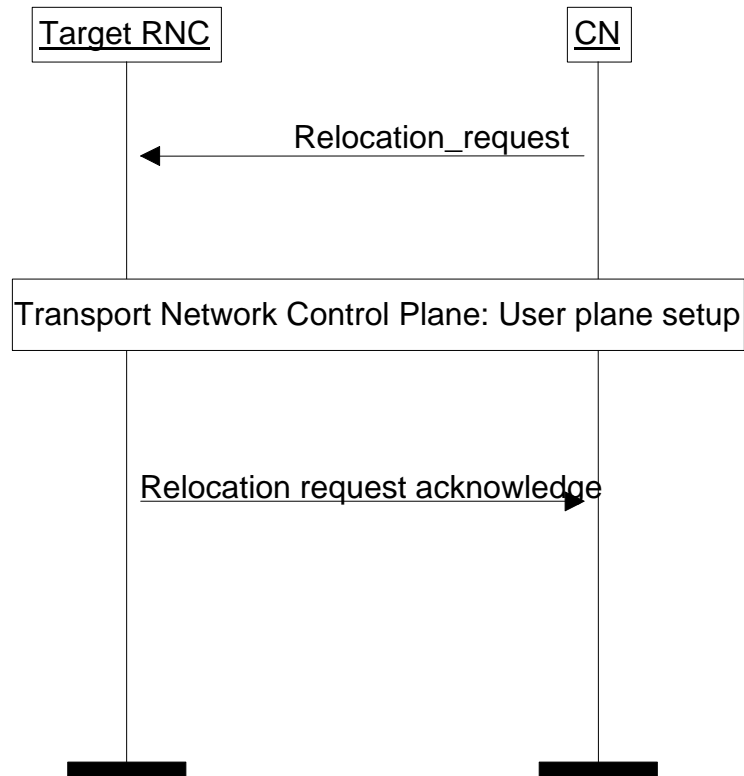 Target RNC
CN
Relocation_request
Transport Network Control Plane: User plane setup
Relocation request acknowledge